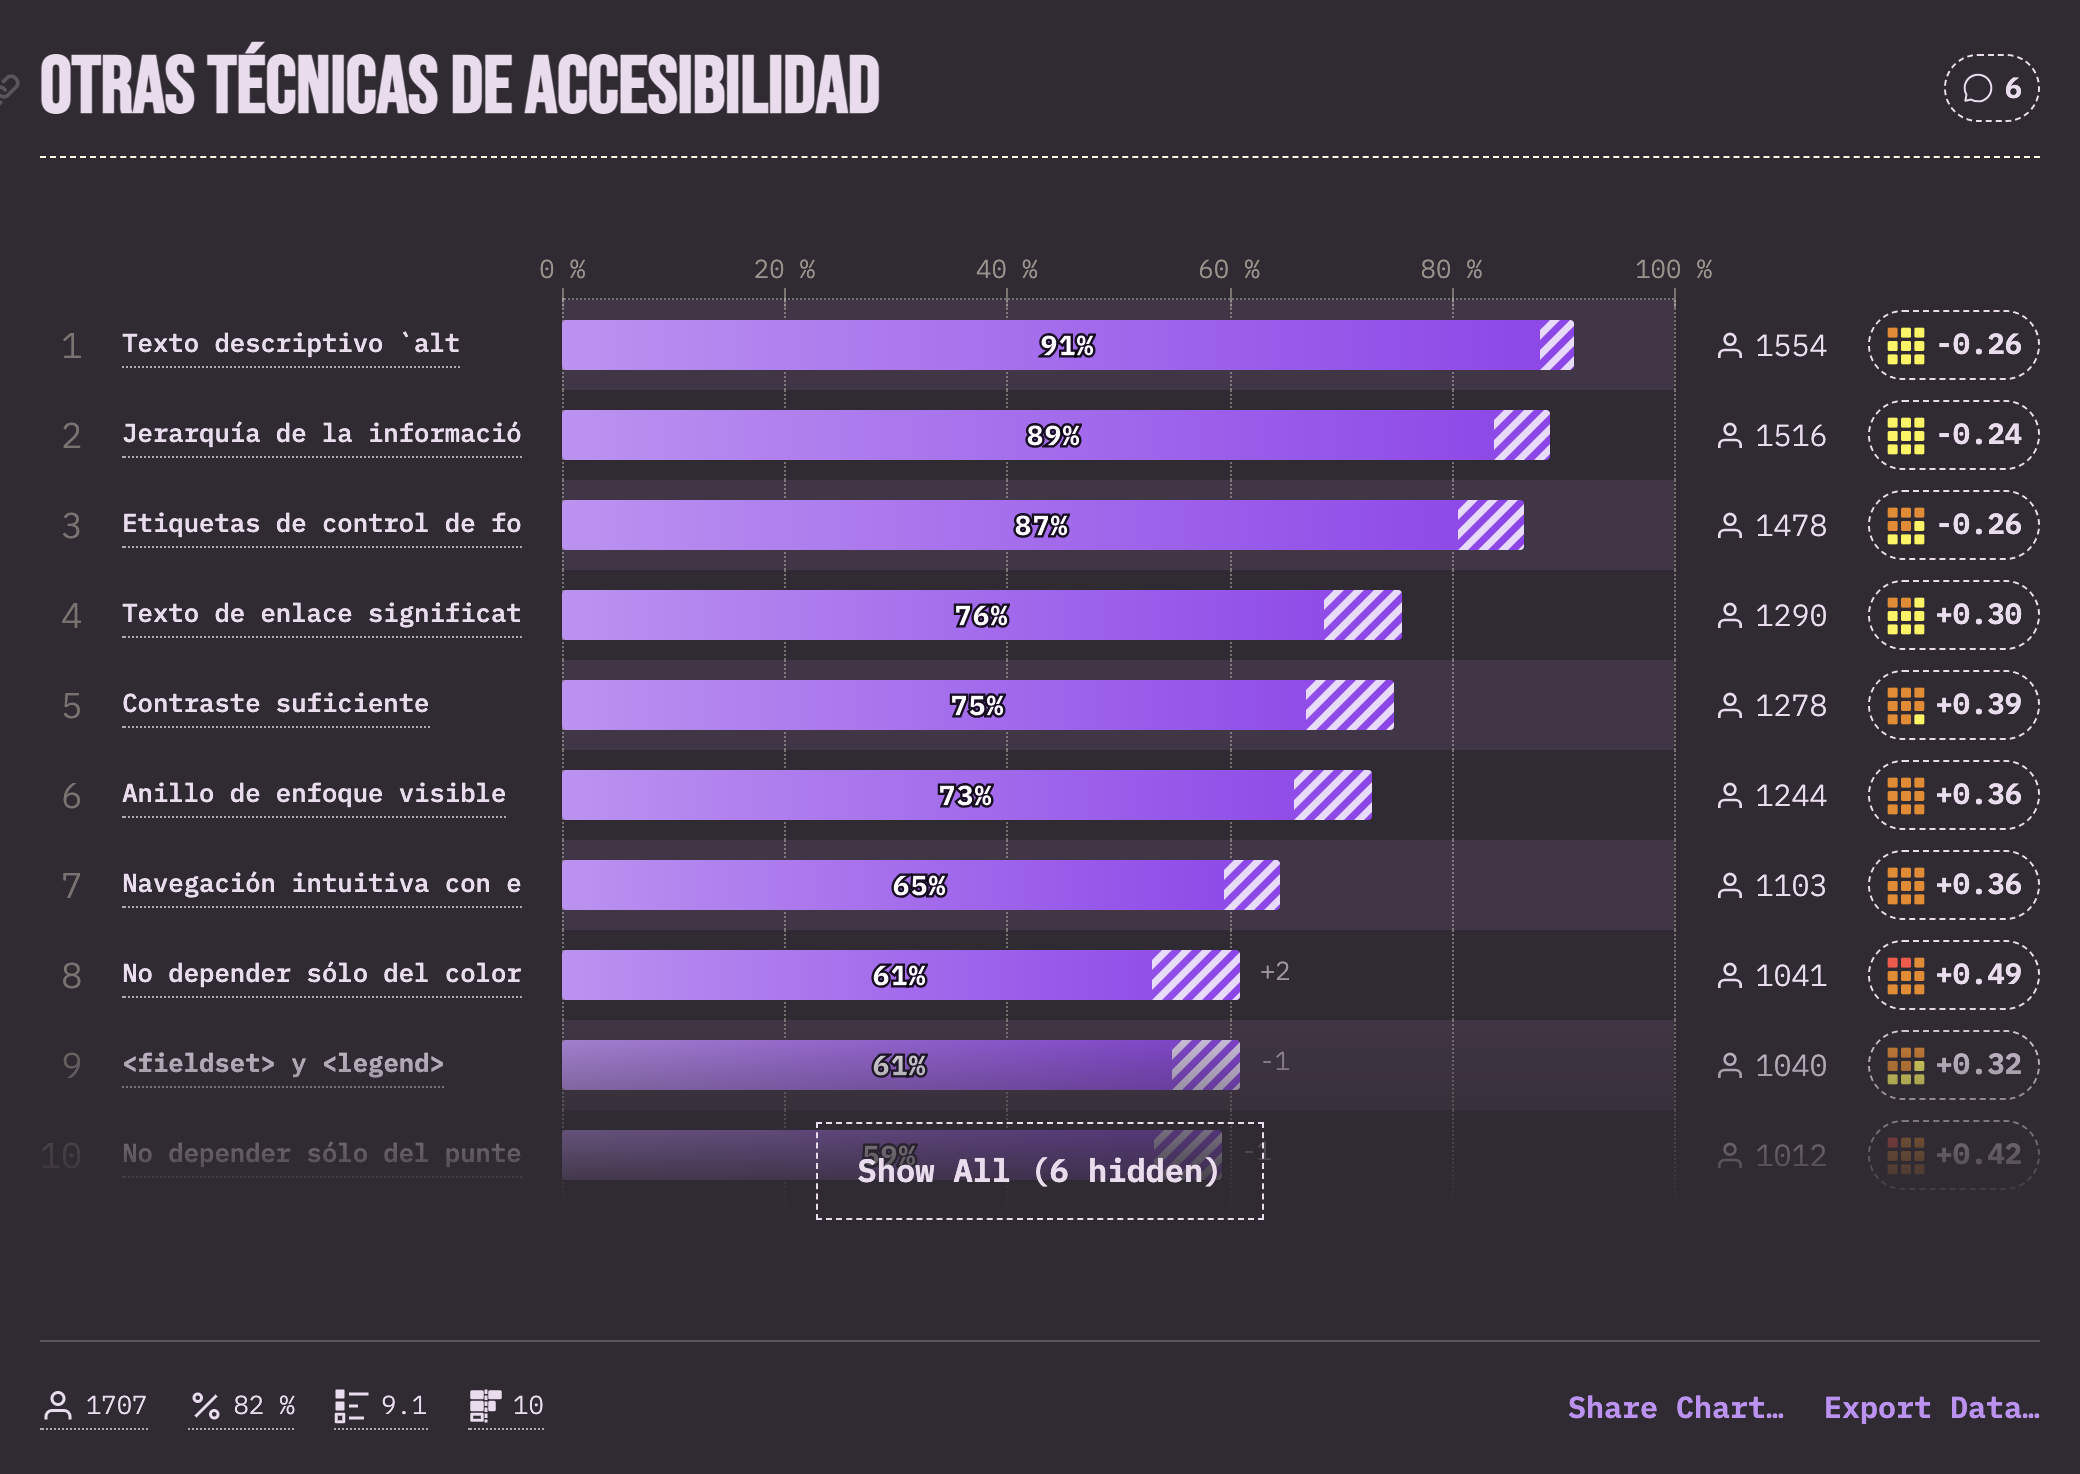 OTRAS TÉCNICAS DE ACCESIBILIDAD
6
0 % 20 % 40 % 60 % 80 % 100 %
1 Texto descriptivo `alt 91% 1554 -0.26
2 Jerarquía de la informació 89% 1516 -0.24
3 Etiquetas de control de fo 87% 1478 -0.26
4 Texto de enlace significat 76% 1290 +0.30
5 Contraste suficiente 75% 1278 +0.39
6 Anillo de enfoque visible 73% 1244 +0.36
7 Navegación intuitiva con e 65% 1103 +0.36
8 No depender sólo del color 61% +2 1041 +0.49
9 <fieldset> y <legend> 61% -1 1040 +0.32
10 No depender sólo del punte 59% -1 1012 +0.42
Show All (6 hidden)
1707 82 % 9.1 10
Share Chart… Export Data…